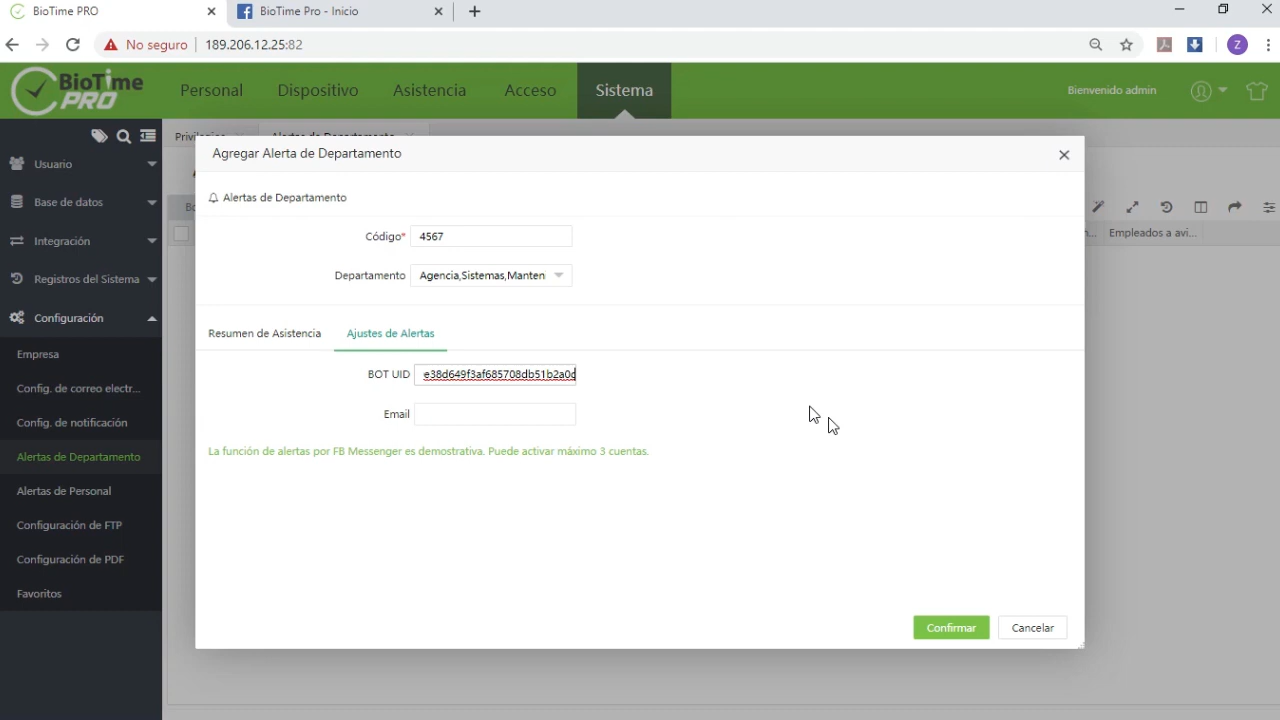 BioTime PRO
BioTime Pro - Inicio
No seguro
189.206.12.25:82
Z
BioTime PRO
Personal
Dispositivo
Asistencia
Acceso
Sistema
Bienvenido admin
Usuario
Base de datos
Integración
Registros del Sistema
Configuración
Empresa
Config. de correo electr...
Config. de notificación
Alertas de Departamento
Alertas de Personal
Configuración de FTP
Configuración de PDF
Favoritos
Agregar Alerta de Departamento
Alertas de Departamento
Código* 4567
Departamento Agencia,Sistemas,Manten
Resumen de Asistencia
Ajustes de Alertas
BOT UID e38d649f3af685708db51b2a0d
Email
La función de alertas por FB Messenger es demostrativa. Puede activar máximo 3 cuentas.
Confirmar
Cancelar
Empleados a avi...